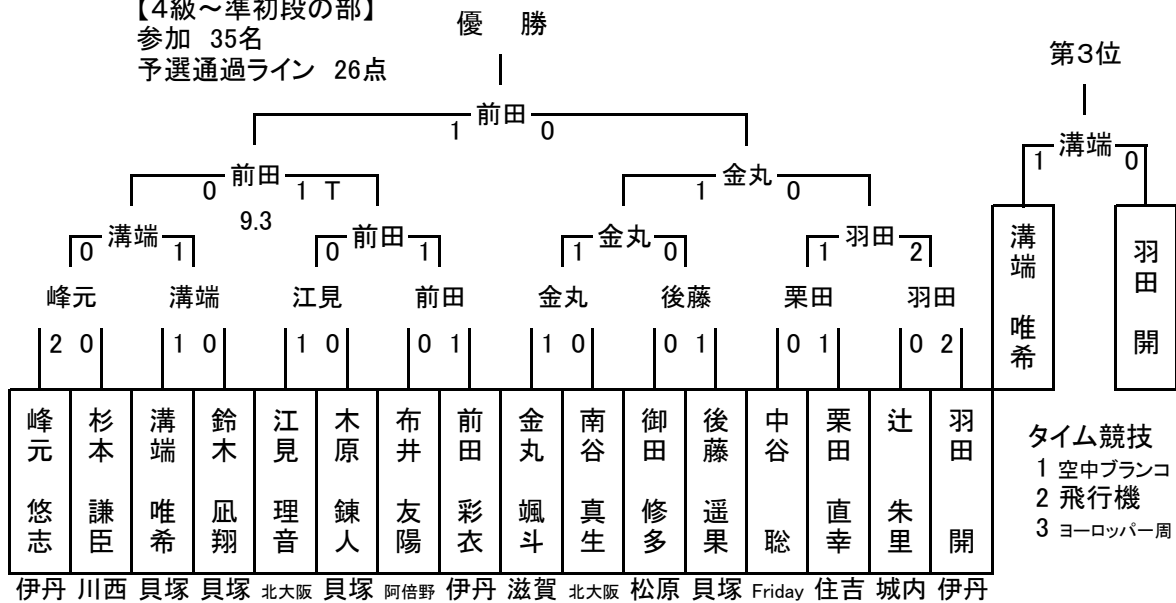 【4級～準初段の部】
参加 35名
予選通過ライン 26点
優 勝
第3位
前田
1 0
溝端
1 0
前田
0 1 T
9.3
金丸
1 0
溝端
0 1
前田
0 1
金丸
1 0
羽田
1 2
峰元 溝端 江見 前田 金丸 後藤 栗田 羽田
2 0 1 0 1 0 0 1 1 0 0 1 0 1 0 2
溝端 唯希
羽田 開
峰元 悠志
杉本 謙臣
溝端 唯希
鈴木 凪翔
江見 理音
木原 錬人
布井 友陽
前田 彩衣
金丸 颯斗
南谷 真生
御田 修多
後藤 遥果
中谷 聡
栗田 直幸
辻 朱里
羽田 開
伊丹 川西 貝塚 貝塚 北大阪 貝塚 阿倍野 伊丹 滋賀 北大阪 松原 貝塚 Friday 住吉 城内 伊丹
タイム競技
1 空中ブランコ
2 飛行機
3 ヨーロッパ一周